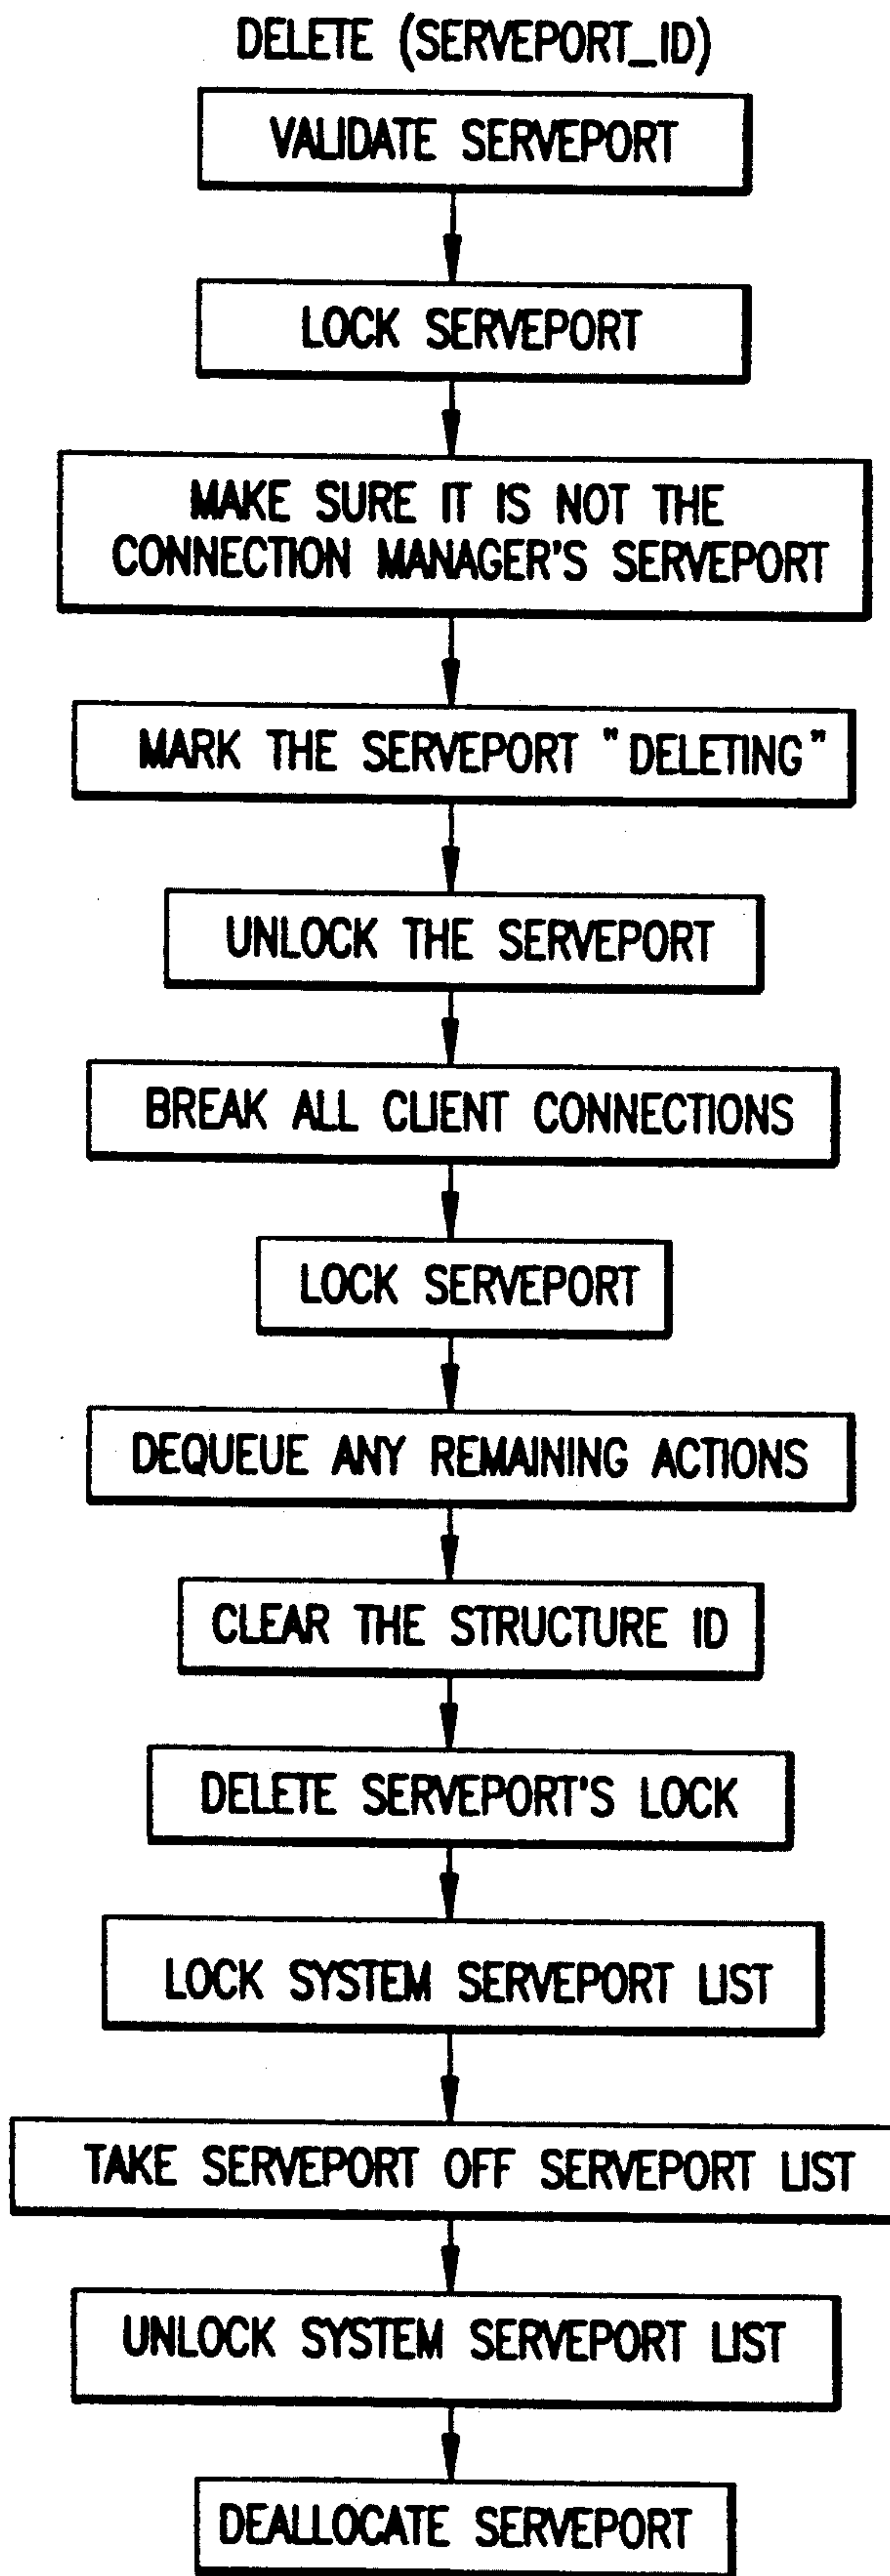 DELETE (SERVEPORT_ID)
VALIDATE SERVEPORT
LOCK SERVEPORT
MAKE SURE IT IS NOT THE
CONNECTION MANAGER'S SERVEPORT
MARK THE SERVEPORT "DELETING"
UNLOCK THE SERVEPORT
BREAK ALL CLIENT CONNECTIONS
LOCK SERVEPORT
DEQUEUE ANY REMAINING ACTIONS
CLEAR THE STRUCTURE ID
DELETE SERVEPORT'S LOCK
LOCK SYSTEM SERVEPORT LIST
TAKE SERVEPORT OFF SERVEPORT LIST
UNLOCK SYSTEM SERVEPORT LIST
DEALLOCATE SERVEPORT